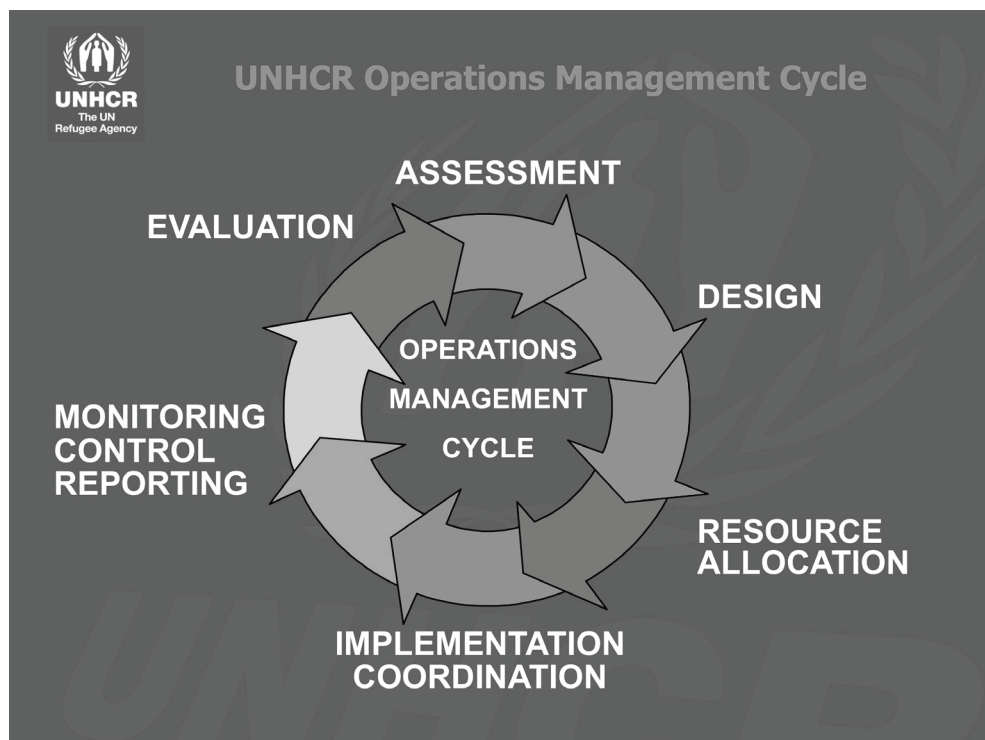 UNHCR
The UN
Refugee Agency
UNHCR Operations Management Cycle
ASSESSMENT
EVALUATION
DESIGN
OPERATIONS
MANAGEMENT
CYCLE
MONITORING
CONTROL
REPORTING
RESOURCE
ALLOCATION
IMPLEMENTATION
COORDINATION
UNHCR